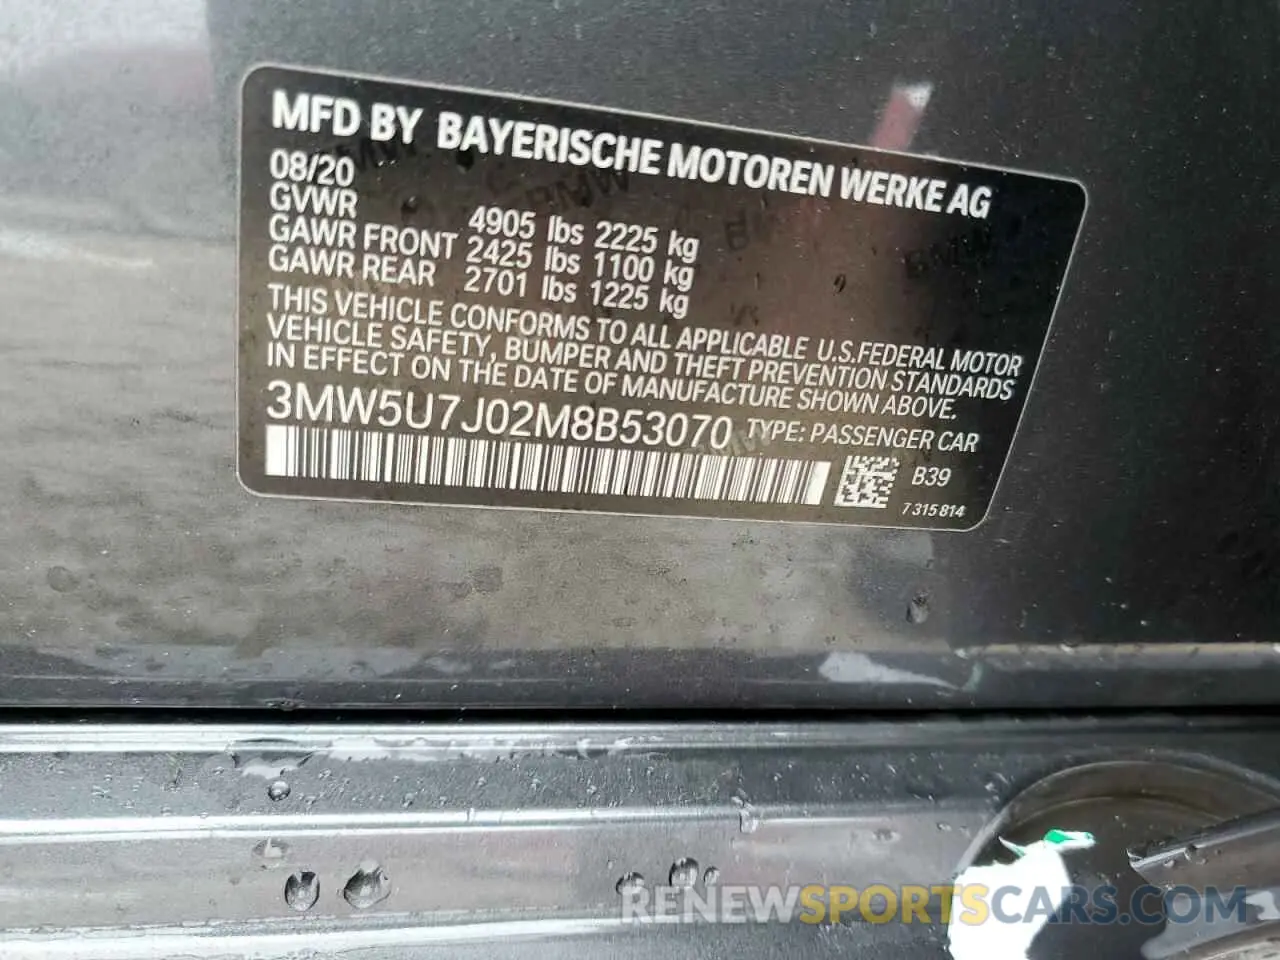 MFD BY BAYERISCHE MOTOREN WERKE AG
08/20
GVWR 4905 lbs 2225 kg
GAWR FRONT 2425 lbs 1100 kg
GAWR REAR 2701 lbs 1225 kg
THIS VEHICLE CONFORMS TO ALL APPLICABLE U.S.FEDERAL MOTOR
VEHICLE SAFETY, BUMPER AND THEFT PREVENTION STANDARDS
IN EFFECT ON THE DATE OF MANUFACTURE SHOWN ABOVE.
3MW5U7J02M8B53070 TYPE: PASSENGER CAR
B39
7 315 814
RENEWSPORTSCARS.COM